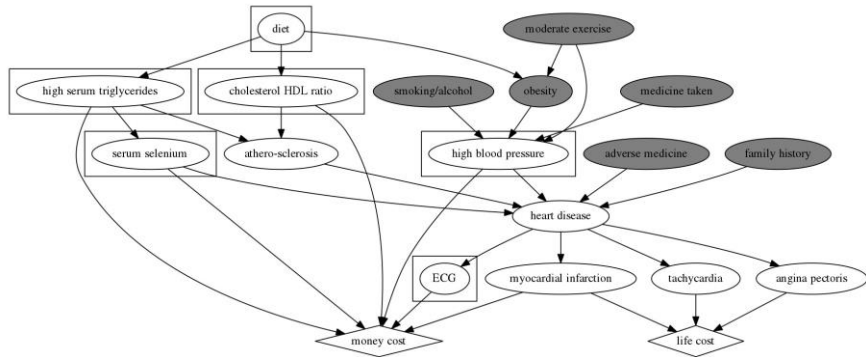 diet
moderate exercise
high serum triglycerides
cholesterol HDL ratio
smoking/alcohol
obesity
medicine taken
serum selenium
athero-sclerosis
high blood pressure
adverse medicine
family history
heart disease
ECG
myocardial infarction
tachycardia
angina pectoris
money cost
life cost